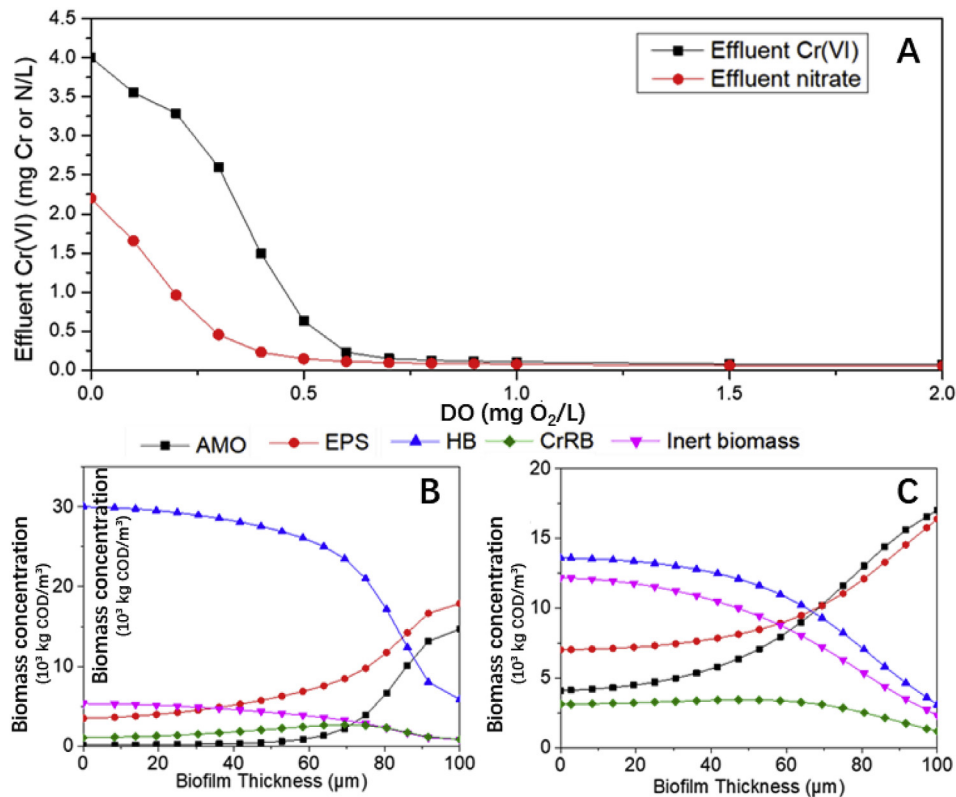 A
Effluent Cr(VI)
Effluent nitrate
Effluent Cr(VI) (mg Cr or N/L)
4.5
4.0
3.5
3.0
2.5
2.0
1.5
1.0
0.5
0.0
0.0 0.5 1.0 1.5 2.0
DO (mg O₂/L)
AMO EPS HB CrRB Inert biomass
B
Biomass concentration
(10³ kg COD/m³)
Biomass concentration
(10³ kg COD/m³)
30
20
10
0
0 20 40 60 80 100
Biofilm Thickness (µm)
C
Biomass concentration
(10³ kg COD/m³)
20
15
10
5
0
0 20 40 60 80 100
Biofilm Thickness (µm)